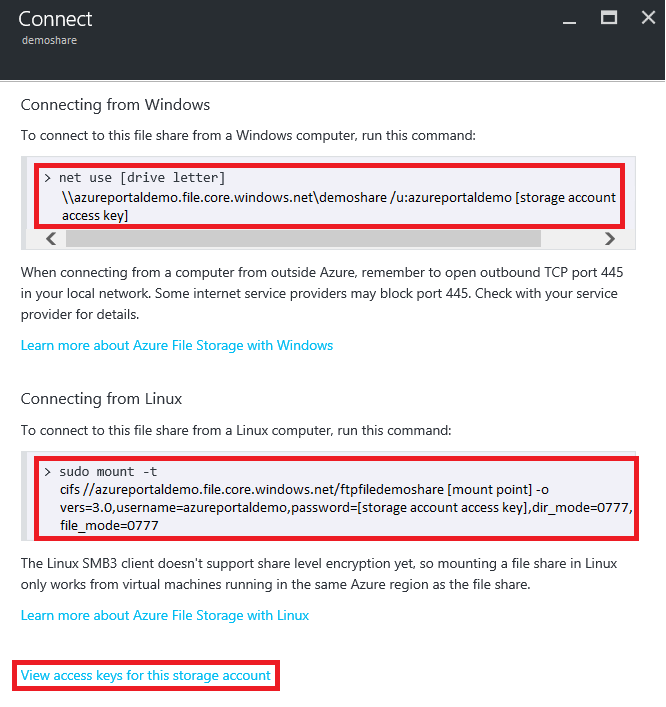 Connect
demoshare
Connecting from Windows
To connect to this file share from a Windows computer, run this command:
> net use [drive letter]
\\azureportaldemo.file.core.windows.net\demoshare /u:azureportaldemo [storage account
access key]
When connecting from a computer from outside Azure, remember to open outbound TCP port 445
in your local network. Some internet service providers may block port 445. Check with your service
provider for details.
Learn more about Azure File Storage with Windows
Connecting from Linux
To connect to this file share from a Linux computer, run this command:
> sudo mount -t
cifs //azureportaldemo.file.core.windows.net/ftpfiledemoshare [mount point] -o
vers=3.0,username=azureportaldemo,password=[storage account access key],dir_mode=0777,
file_mode=0777
The Linux SMB3 client doesn't support share level encryption yet, so mounting a file share in Linux
only works from virtual machines running in the same Azure region as the file share.
Learn more about Azure File Storage with Linux
View access keys for this storage account